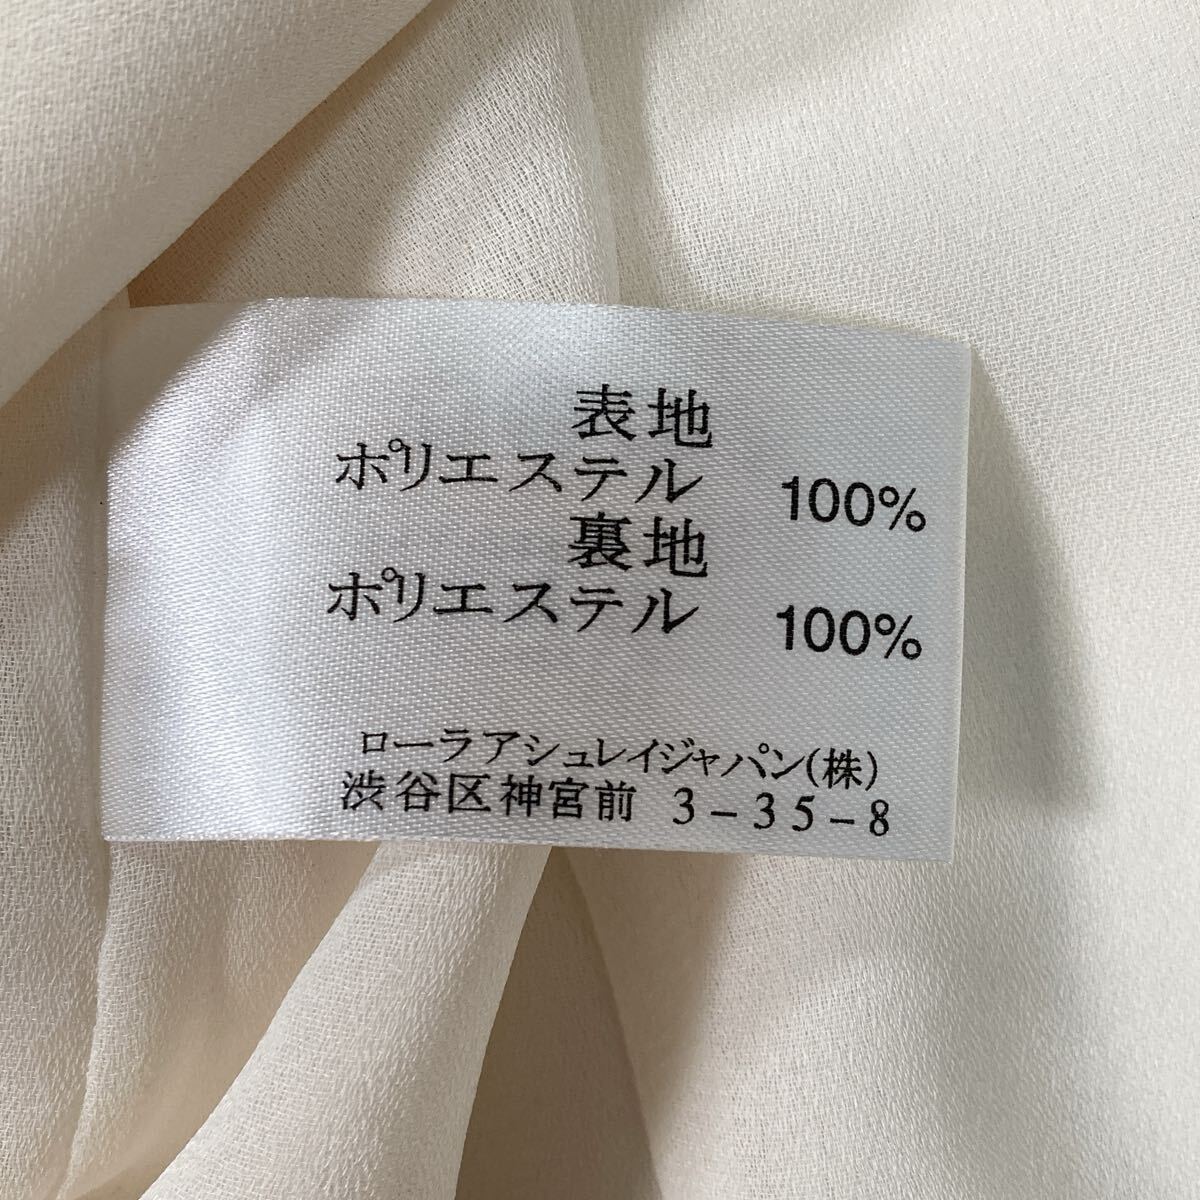 表地
ポリエステル 100%
裏地
ポリエステル 100%
ローラアシュレイジャパン(株)
渋谷区神宮前 3-35-8